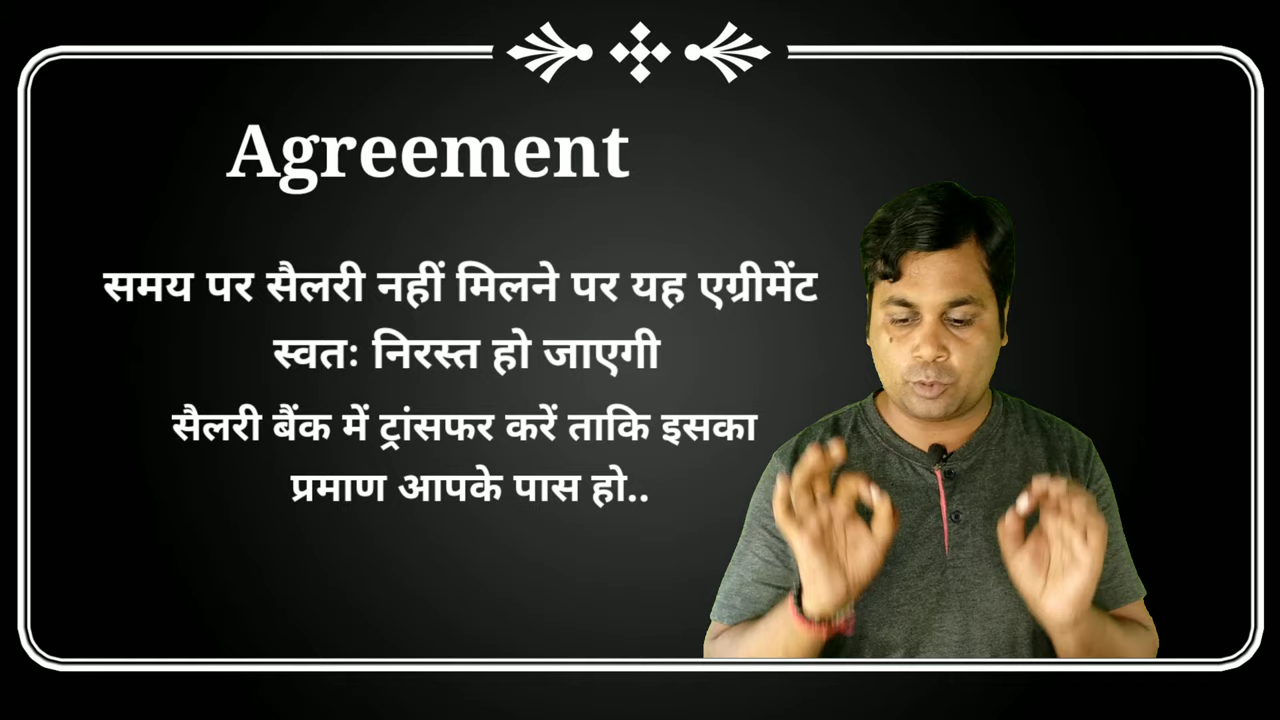 Agreement
समय पर सैलरी नहीं मिलने पर यह एग्रीमेंट
स्वतः निरस्त हो जाएगी
सैलरी बैंक में ट्रांसफर करें ताकि इसका
प्रमाण आपके पास हो..